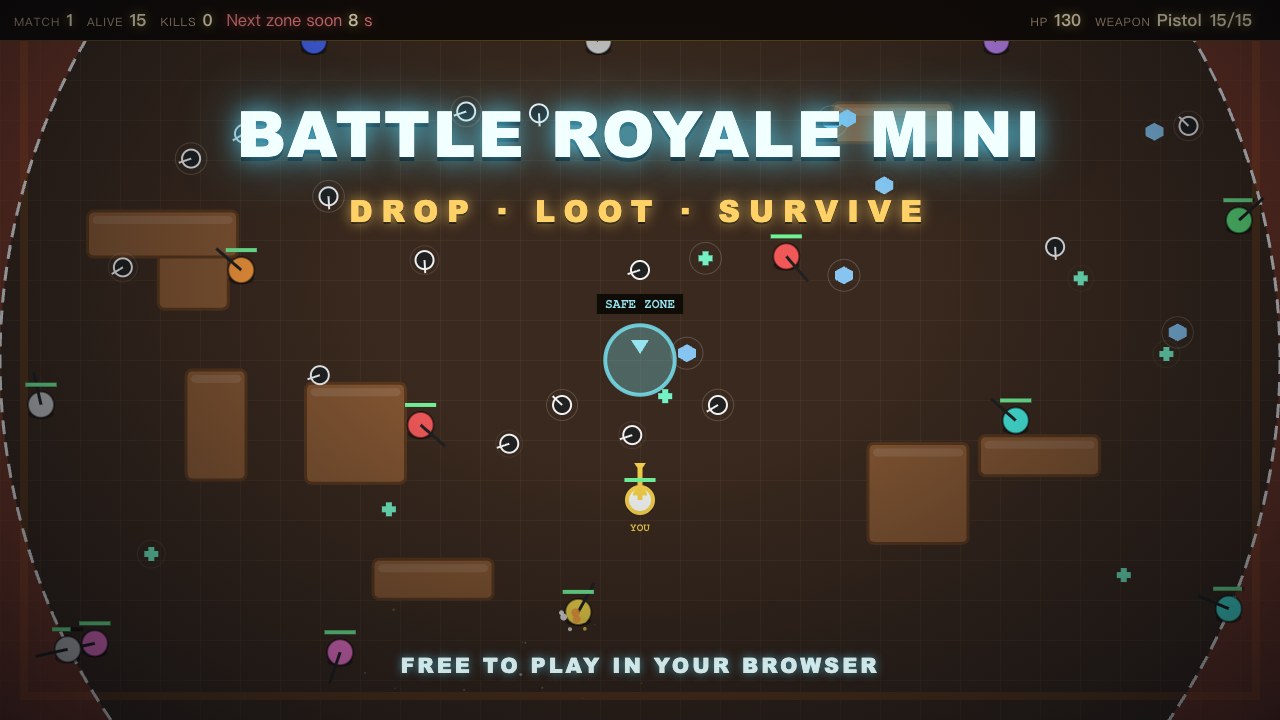 MATCH 1 ALIVE 15 KILLS 0 Next zone soon 8 s
HP 130 WEAPON Pistol 15/15
BATTLE ROYALE MINI
DROP · LOOT · SURVIVE
SAFE ZONE
YOU
FREE TO PLAY IN YOUR BROWSER